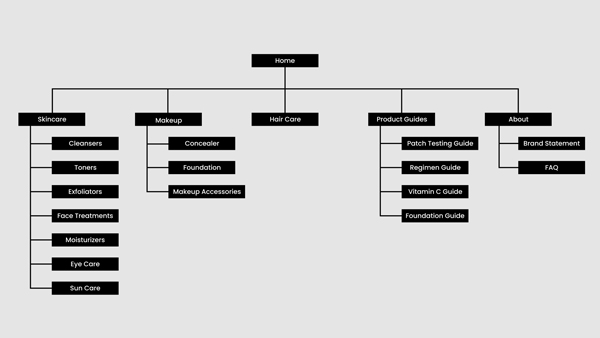 Home
Skincare
Cleansers
Toners
Exfoliators
Face Treatments
Moisturizers
Eye Care
Sun Care
Makeup
Concealer
Foundation
Makeup Accessories
Hair Care
Product Guides
Patch Testing Guide
Regimen Guide
Vitamin C Guide
Foundation Guide
About
Brand Statement
FAQ